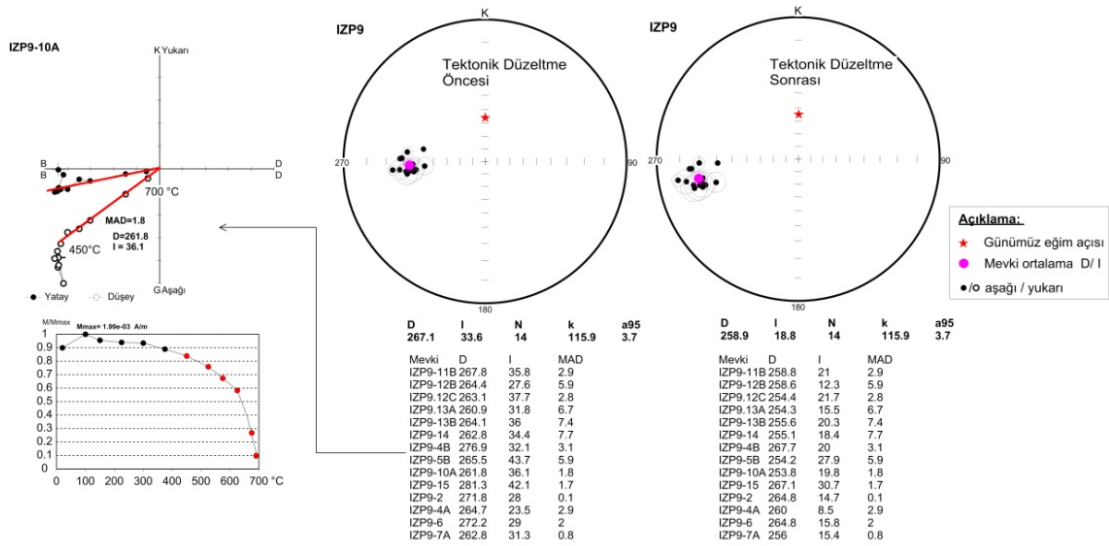 IZP9-10A
K Yukarı
B
B
D
D
700 °C
MAD=1.8
D=261.8
I = 36.1
450°C
G Aşağı
Yatay
Düşey
M/Mmax
Mmax= 1.99e-03 A/m
1
0.9
0.8
0.7
0.6
0.5
0.4
0.3
0.2
0.1
0
0 100 200 300 400 500 600 700 °C
IZP9
K
Tektonik Düzeltme
Öncesi
270
90
180
D I N k a95
267.1 33.6 14 115.9 3.7
Mevki D I MAD
IZP9-11B 267.8 35.8 2.9
IZP9-12B 264.4 27.6 5.9
IZP9.12C 263.1 37.7 2.8
IZP9.13A 260.9 31.8 6.7
IZP9-13B 264.1 36 7.4
IZP9-14 262.8 34.4 7.7
IZP9-4B 276.9 32.1 3.1
IZP9-5B 265.5 43.7 5.9
IZP9-10A 261.8 36.1 1.8
IZP9-15 281.3 42.1 1.7
IZP9-2 271.8 28 0.1
IZP9-4A 264.7 23.5 2.9
IZP9-6 272.2 29 2
IZP9-7A 262.8 31.3 0.8
IZP9
K
Tektonik Düzeltme
Sonrası
270
90
180
D I N k a95
258.9 18.8 14 115.9 3.7
Mevki D I MAD
IZP9-11B 258.8 21 2.9
IZP9-12B 258.6 12.3 5.9
IZP9.12C 254.4 21.7 2.8
IZP9.13A 254.3 15.5 6.7
IZP9-13B 255.6 20.3 7.4
IZP9-14 255.1 18.4 7.7
IZP9-4B 267.7 20 3.1
IZP9-5B 254.2 27.9 5.9
IZP9-10A 253.8 19.8 1.8
IZP9-15 267.1 30.7 1.7
IZP9-2 264.8 14.7 0.1
IZP9-4A 260 8.5 2.9
IZP9-6 264.8 15.8 2
IZP9-7A 256 15.4 0.8
Açıklama:
Günümüz eğim açısı
Mevki ortalama D/ I
aşağı / yukarı